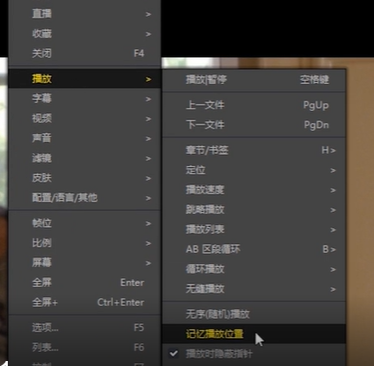 直播 >
收藏 >
关闭 F4
播放 >
字幕 >
视频 >
声音 >
滤镜 >
皮肤 >
配置/语言/其他 >
帧位 >
比例 >
屏幕 >
全屏 Enter
全屏+ Ctrl+Enter
选项... F5
列表... F6
播放|暂停 空格键
上一文件 PgUp
下一文件 PgDn
章节/书签 H >
定位 >
播放速度 >
跳略播放 >
播放列表 >
AB 区段循环 B >
循环播放 >
无缝播放 >
无序(随机)播放
记忆播放位置
播放时隐蔽指针